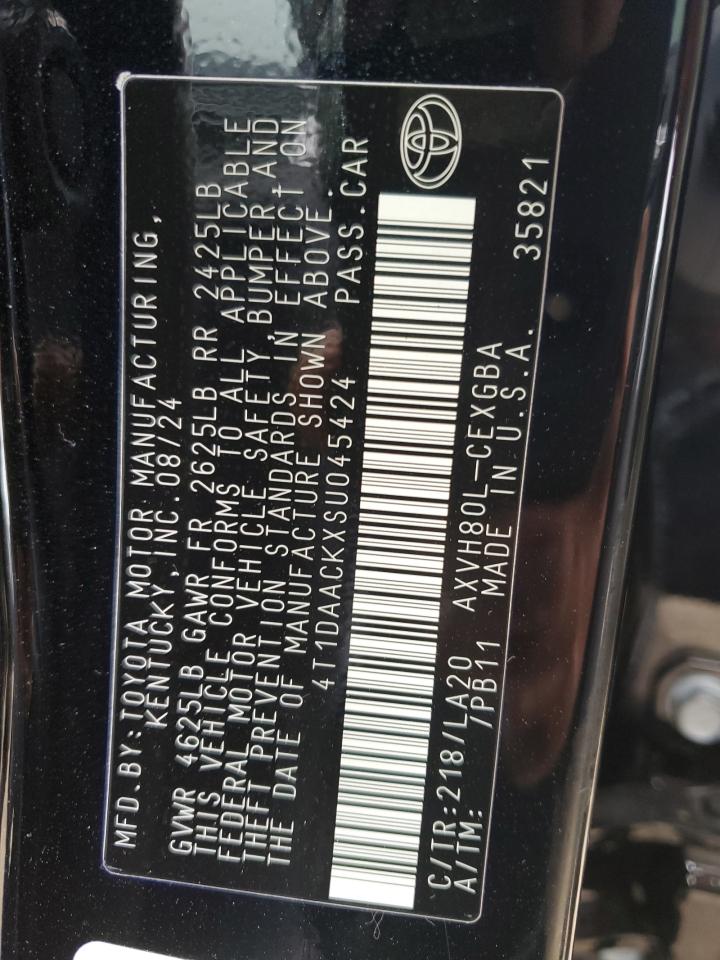 MFD.BY:TOYOTA MOTOR MANUFACTURING,
KENTUCKY,INC.08/24
GVWR 4625LB GAWR FR 2625LB RR 2425LB
THIS VEHICLE CONFORMS TO ALL APPLICABLE
FEDERAL MOTOR VEHICLE SAFETY,BUMPER,AND
THEFT PREVENTION STANDARDS IN EFFECT ON
THE DATE OF MANUFACTURE SHOWN ABOVE.
4T1DAACKXSU045424 PASS.CAR
C/TR:218/LA20 AXVH80L-CEXGBA
A/TM: /PB11 MADE IN U.S.A. 35821